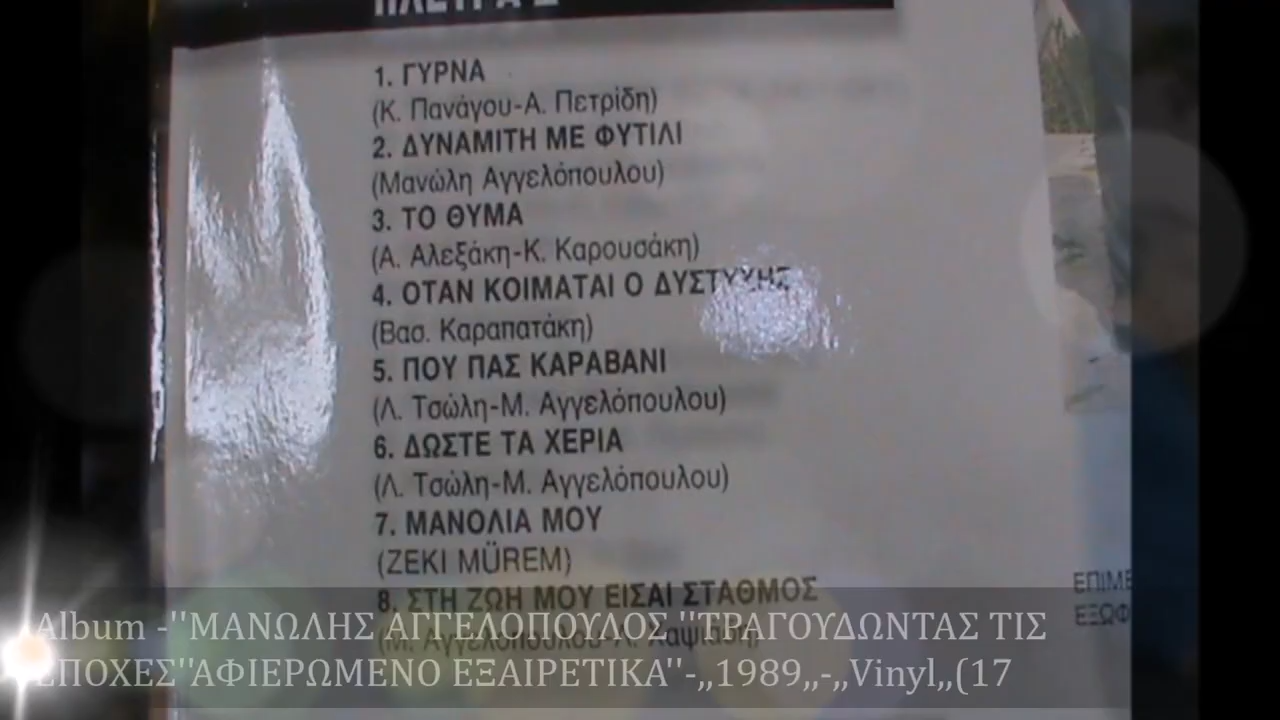 1. ΓΥΡΝΑ
(Κ. Πανάγου-Α. Πετρίδη)
2. ΔΥΝΑΜΙΤΗ ΜΕ ΦΥΤΙΛΙ
(Μανώλη Αγγελόπουλου)
3. ΤΟ ΘΥΜΑ
(Α. Αλεξάκη-Κ. Καρουσάκη)
4. ΟΤΑΝ ΚΟΙΜΑΤΑΙ Ο ΔΥΣΤΥΧΗΣ
(Βασ. Καραπατάκη)
5. ΠΟΥ ΠΑΣ ΚΑΡΑΒΑΝΙ
(Λ. Τσώλη-Μ. Αγγελόπουλου)
6. ΔΩΣΤΕ ΤΑ ΧΕΡΙΑ
(Λ. Τσώλη-Μ. Αγγελόπουλου)
7. ΜΑΝΟΛΙΑ ΜΟΥ
(ZEKI MÜREM)
8. ΣΤΗ ΖΩΗ ΜΟΥ ΕΙΣΑΙ ΣΤΑΘΜΟΣ
Album -''ΜΑΝΩΛΗΣ ΑΓΓΕΛΟΠΟΥΛΟΣ ''ΤΡΑΓΟΥΔΩΝΤΑΣ ΤΙΣ
ΕΠΟΧΕΣ''ΑΦΙΕΡΩΜΕΝΟ ΕΞΑΙΡΕΤΙΚΑ''-,,1989,,-,,Vinyl,,(17